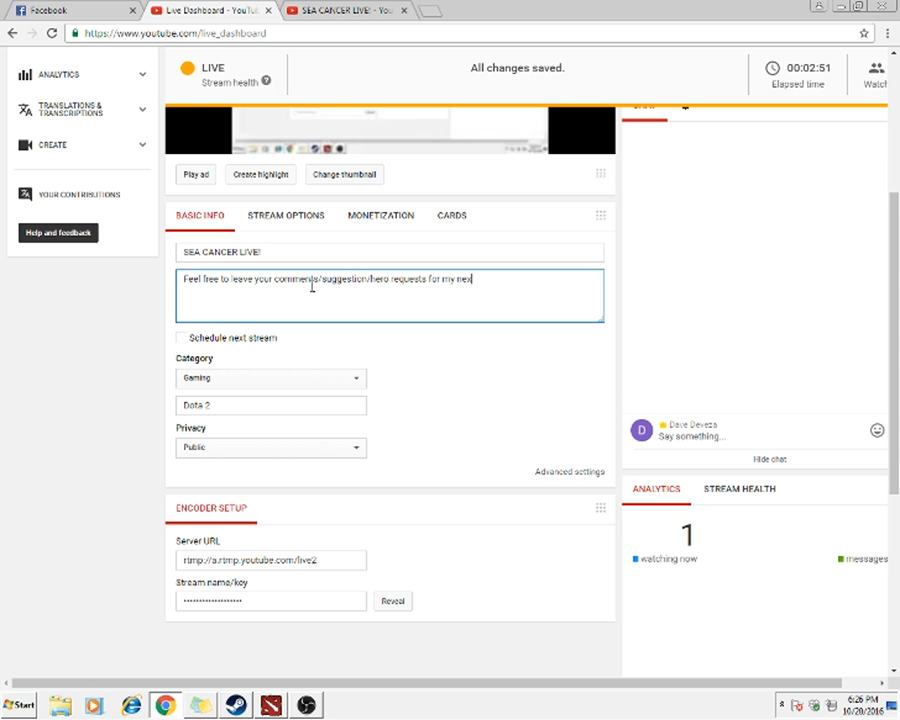 Facebook
Live Dashboard - YouTu
SEA CANCER LIVE! - You
https://www.youtube.com/live_dashboard
ANALYTICS
TRANSLATIONS &
TRANSCRIPTIONS
CREATE
YOUR CONTRIBUTIONS
Help and feedback
LIVE
Stream health
All changes saved.
00:02:51
Elapsed time
Watch
Play ad
Create highlight
Change thumbnail
BASIC INFO
STREAM OPTIONS
MONETIZATION
CARDS
SEA CANCER LIVE!
Feel free to leave your comments/suggestion/hero requests for my nex
Schedule next stream
Category
Gaming
Dota 2
Privacy
Public
Advanced settings
ENCODER SETUP
Server URL
rtmp://a.rtmp.youtube.com/live2
Stream name/key
Reveal
Dave Deveza
Say something...
Hide chat
ANALYTICS
STREAM HEALTH
1
watching now
messages
Start
6:26 PM
10/20/2016